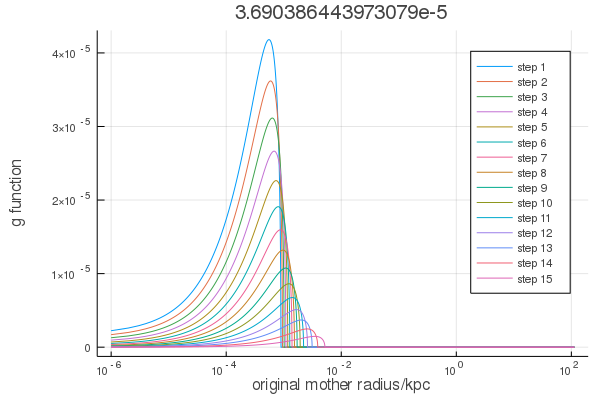 3.690386443973079e-5
g function
4×10⁻⁵
3×10⁻⁵
2×10⁻⁵
1×10⁻⁵
0
step 1
step 2
step 3
step 4
step 5
step 6
step 7
step 8
step 9
step 10
step 11
step 12
step 13
step 14
step 15
10⁻⁶ 10⁻⁴ 10⁻² 10⁰ 10²
original mother radius/kpc